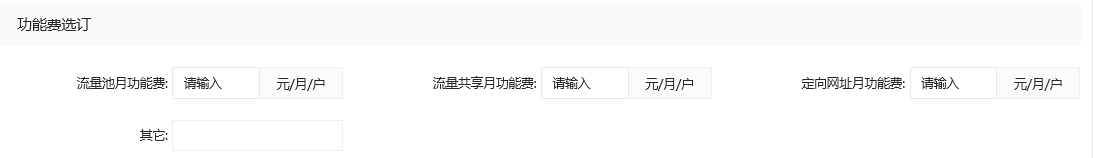 功能费选订
流量池月功能费: 请输入 元/月/户 流量共享月功能费: 请输入 元/月/户 定向网址月功能费: 请输入 元/月/户
其它: